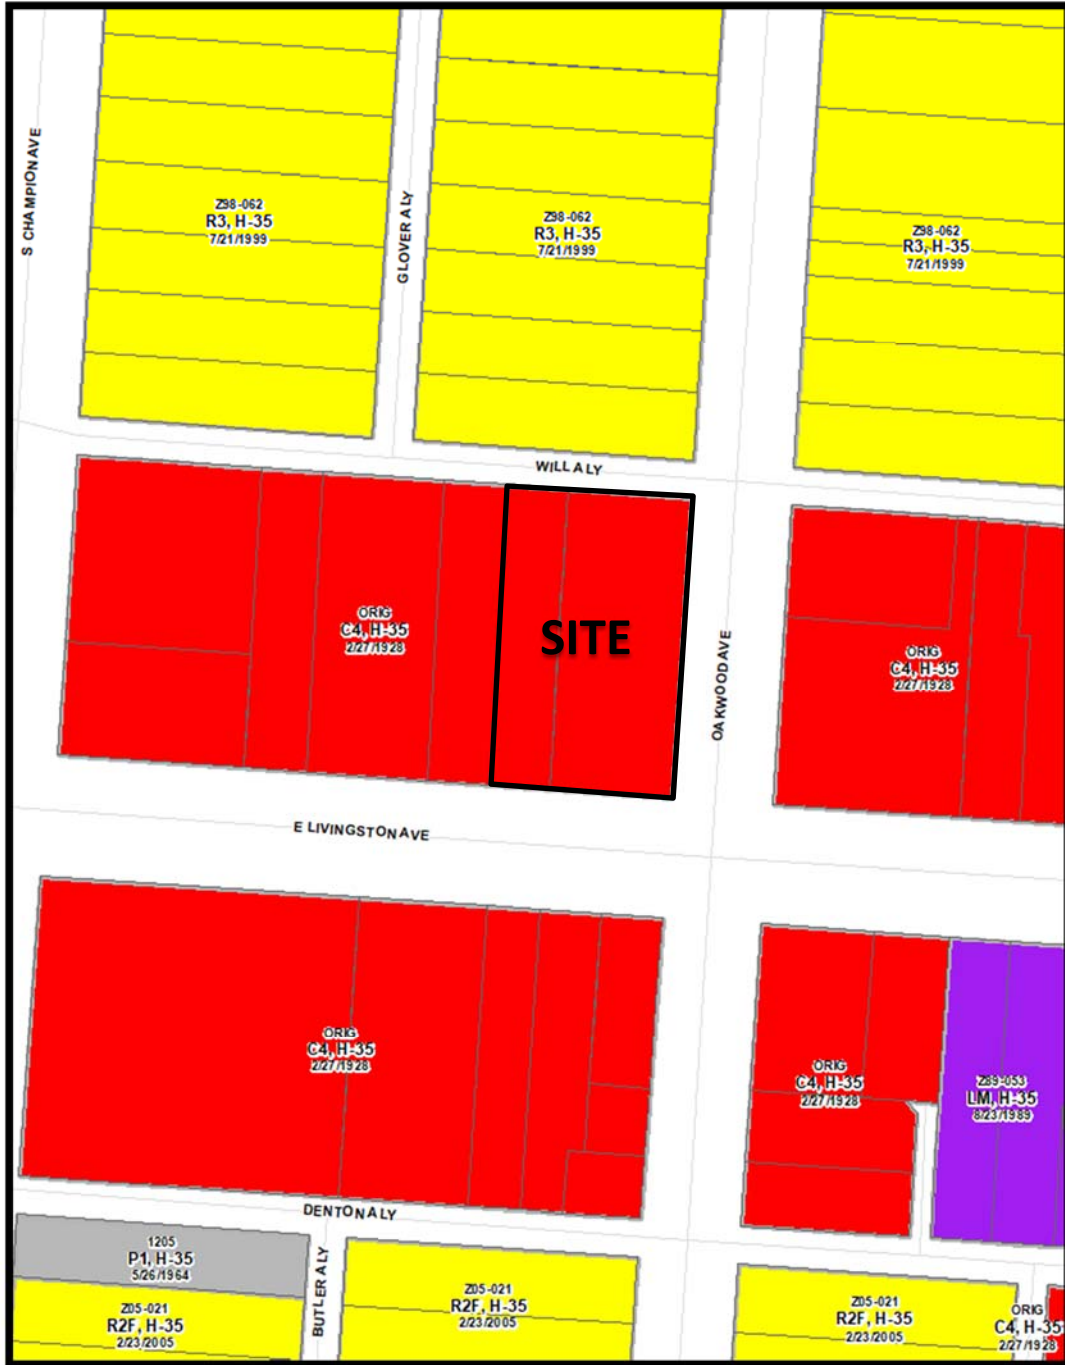 S CHAMPION AVE
Z98-062
R3, H-35
7/21/1999
GLOVER ALY
Z98-062
R3, H-35
7/21/1999
Z98-062
R3, H-35
7/21/1999
WILL ALY
ORIG
C4, H-35
2/27/1928
SITE
OAKWOOD AVE
ORIG
C4, H-35
2/27/1928
E LIVINGSTON AVE
ORIG
C4, H-35
2/27/1928
ORIG
C4, H-35
2/27/1928
Z89-053
LM, H-35
8/23/1989
DENTON ALY
1205
P1, H-35
5/26/1964
BUTLER ALY
Z05-021
R2F, H-35
2/23/2005
Z05-021
R2F, H-35
2/23/2005
Z05-021
R2F, H-35
2/23/2005
ORIG
C4, H-35
2/27/1928